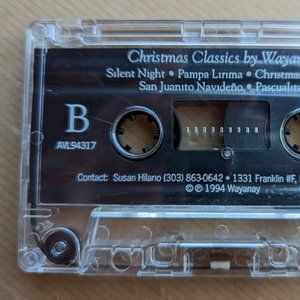 Christmas Classics by Wayan
Silent Night • Pampa Lirima • Christmas
San Juanito Navideño • Pascualit
B
AVL94317
Contact: Susan Hilano (303) 863-0642 • 1331 Franklin #F,
© ℗ 1994 Wayanay